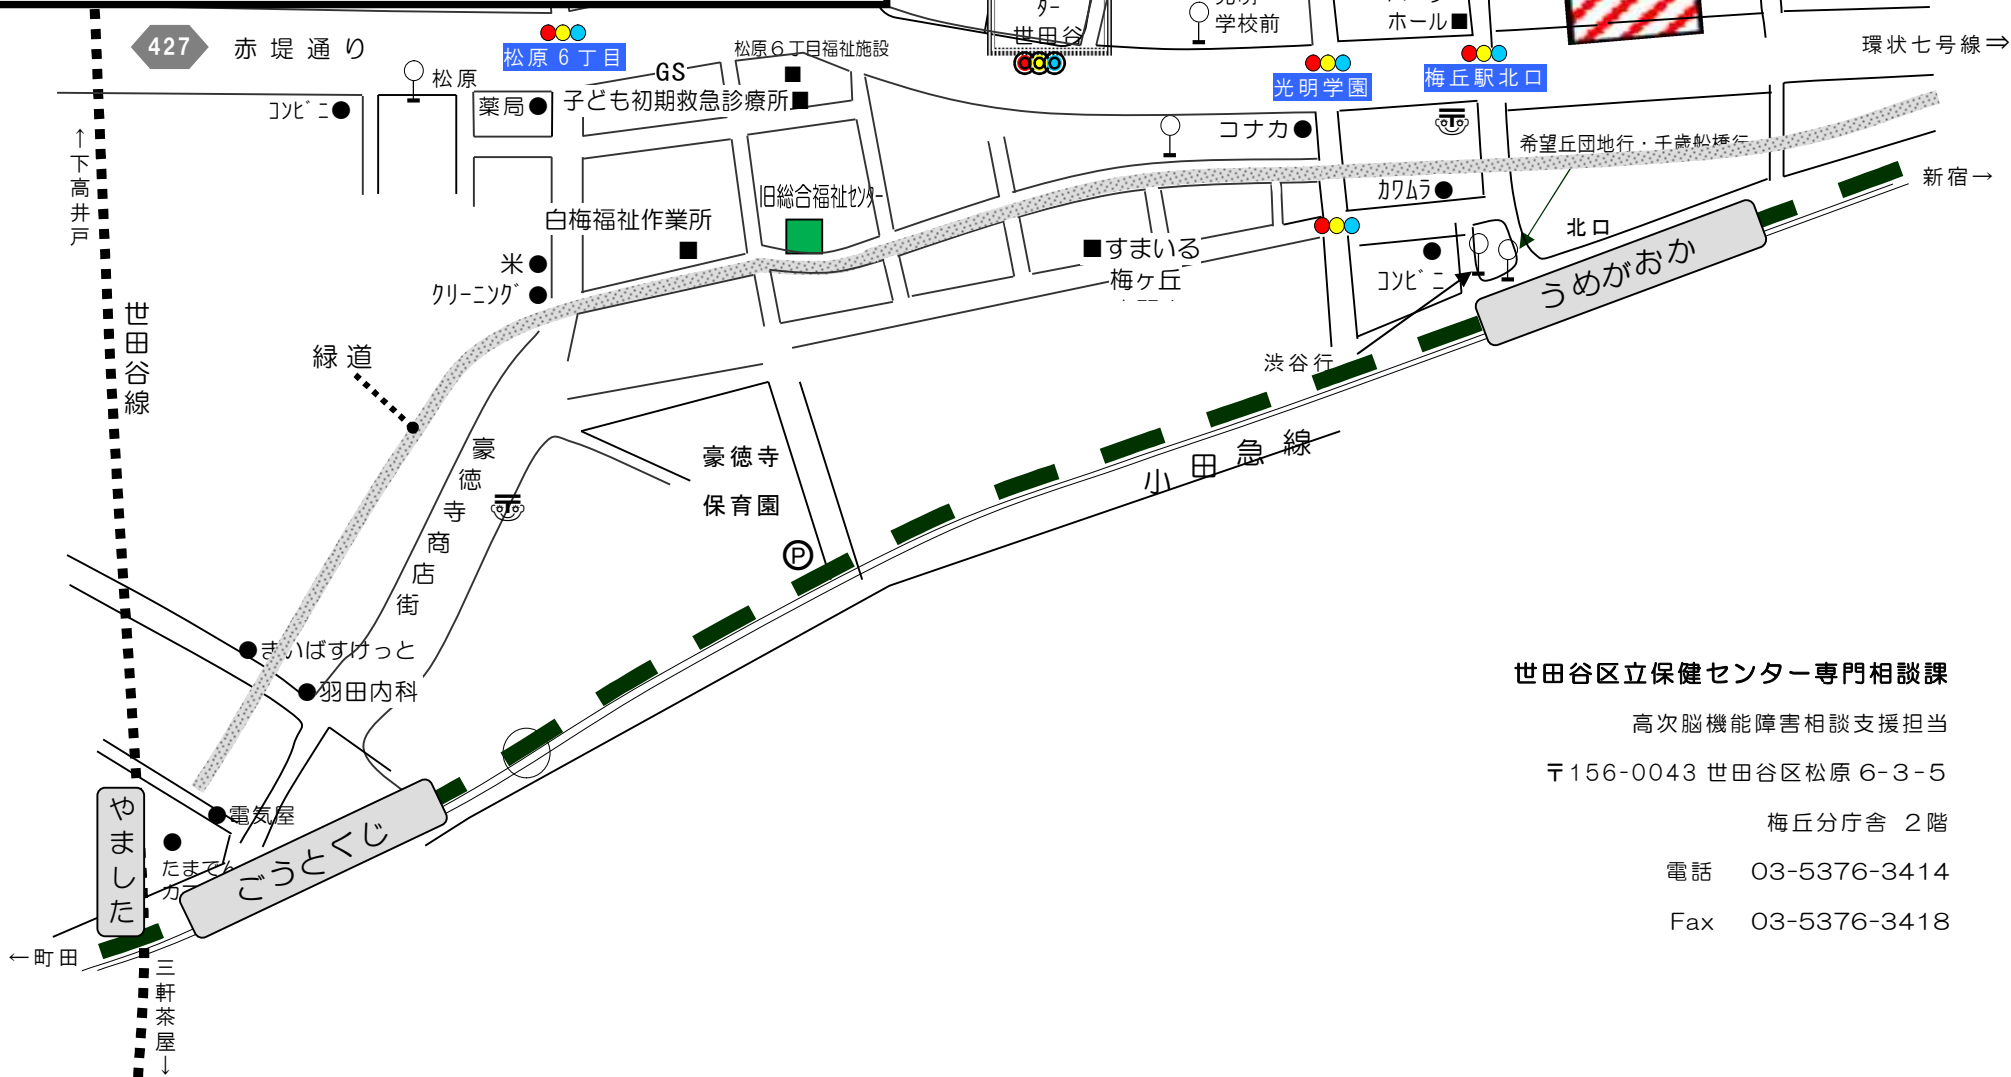 427
赤堤通り
松原６丁目
松原６丁目福祉施設
GS
子ども初期救急診療所
松原
薬局
ｺﾝﾋﾞﾆ
ター
世田谷
学校前
ホール
光明学園
梅丘駅北口
環状七号線⇒
コナカ
希望丘団地行・千歳船橋行
新宿→
ｶﾜﾑﾗ
北口
↑下高井戸
旧総合福祉ｾﾝﾀｰ
白梅福祉作業所
米
ｸﾘｰﾆﾝｸﾞ
すまいる
梅ヶ丘
ｺﾝﾋﾞﾆ
うめがおか
世田谷線
緑道
渋谷行
豪徳寺商店街
豪徳寺
保育園
P
小田急線
まいばすけっと
羽田内科
電気屋
たまでん
カフ
やました
ごうとくじ
←町田
三軒茶屋↓
世田谷区立保健センター専門相談課
高次脳機能障害相談支援担当
〒156-0043 世田谷区松原 6-3-5
梅丘分庁舎 2階
電話 03-5376-3414
Fax 03-5376-3418